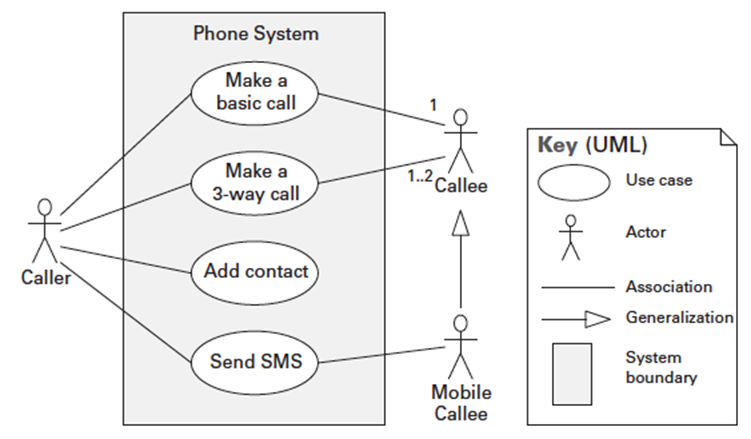 Phone System
Make a
basic call
1
Make a
3-way call
1..2
Callee
Caller
Add contact
Send SMS
Mobile
Callee
Key (UML)
Use case
Actor
Association
Generalization
System
boundary